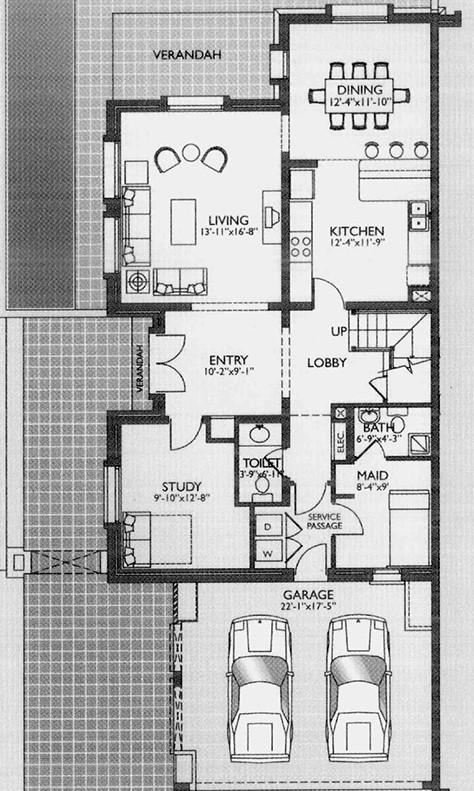 VERANDAH
DINING
12'-4"x11'-10"
LIVING
13'-11"x16'-8"
KITCHEN
12'-4"x11'-9"
UP
VERANDAH
ENTRY
10'-2"x9'-1"
LOBBY
ELEC.
BATH
6'-9"x4'-3"
TOILET
3'-9"x6'-11"
STUDY
9'-10"x12'-8"
MAID
8'-4"x9'
D
SERVICE
PASSAGE
W
GARAGE
22'-1"x17'-5"